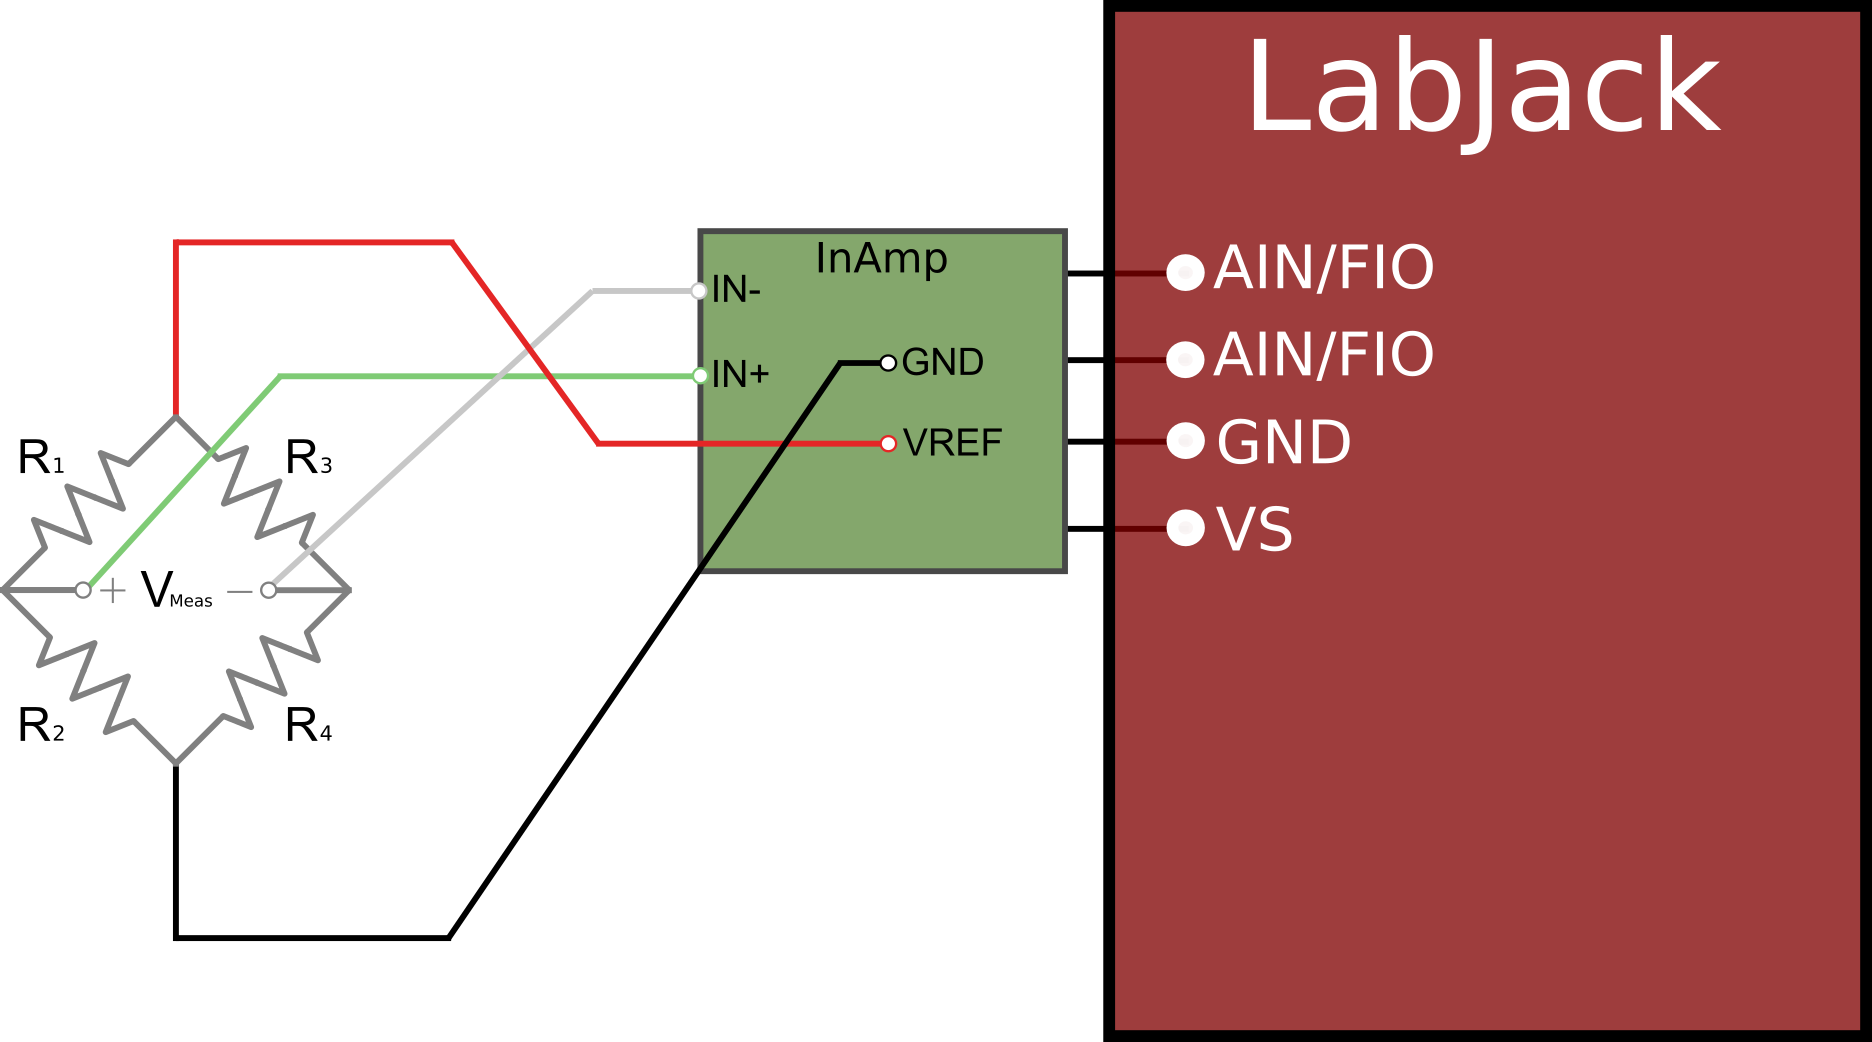 LabJack
InAmp
IN-
IN+
GND
VREF
AIN/FIO
AIN/FIO
GND
VS
R1
R3
+ VMeas −
R2
R4